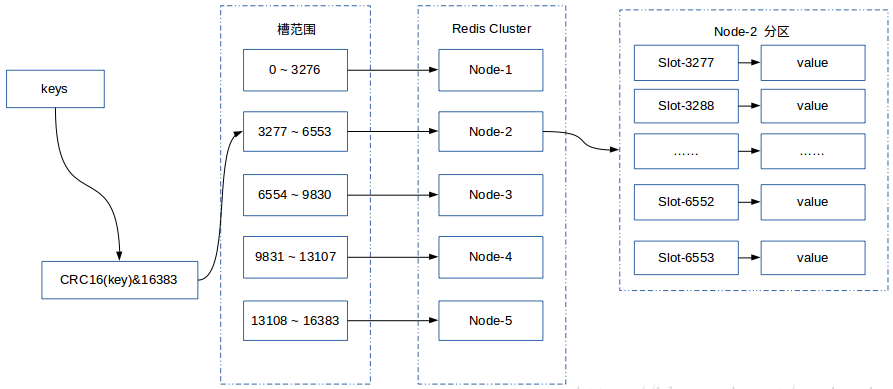 keys
CRC16(key)&16383
槽范围
0 ~ 3276
3277 ~ 6553
6554 ~ 9830
9831 ~ 13107
13108 ~ 16383
Redis Cluster
Node-1
Node-2
Node-3
Node-4
Node-5
Node-2 分区
Slot-3277 value
Slot-3288 value
…… ……
Slot-6552 value
Slot-6553 value